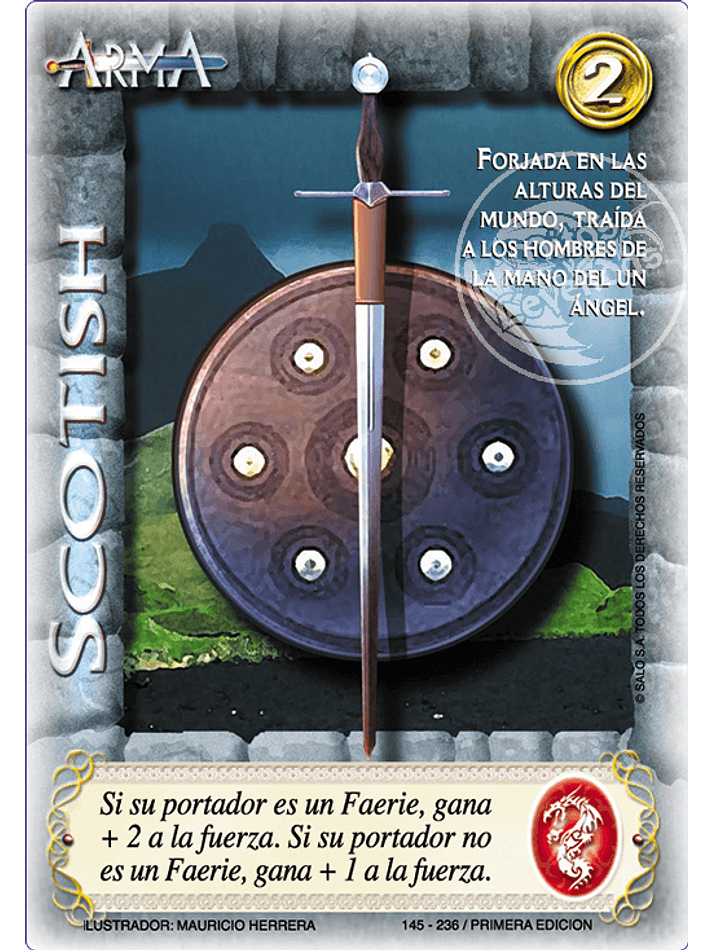 ARMA
2
FORJADA EN LAS
ALTURAS DEL
MUNDO, TRAÍDA
A LOS HOMBRES DE
LA MANO DEL UN
ÁNGEL.
SCOTISH
© SALO S.A. TODOS LOS DERECHOS RESERVADOS
Si su portador es un Faerie, gana
+ 2 a la fuerza. Si su portador no
es un Faerie, gana + 1 a la fuerza.
ILUSTRADOR: MAURICIO HERRERA
145 - 236 / PRIMERA EDICION